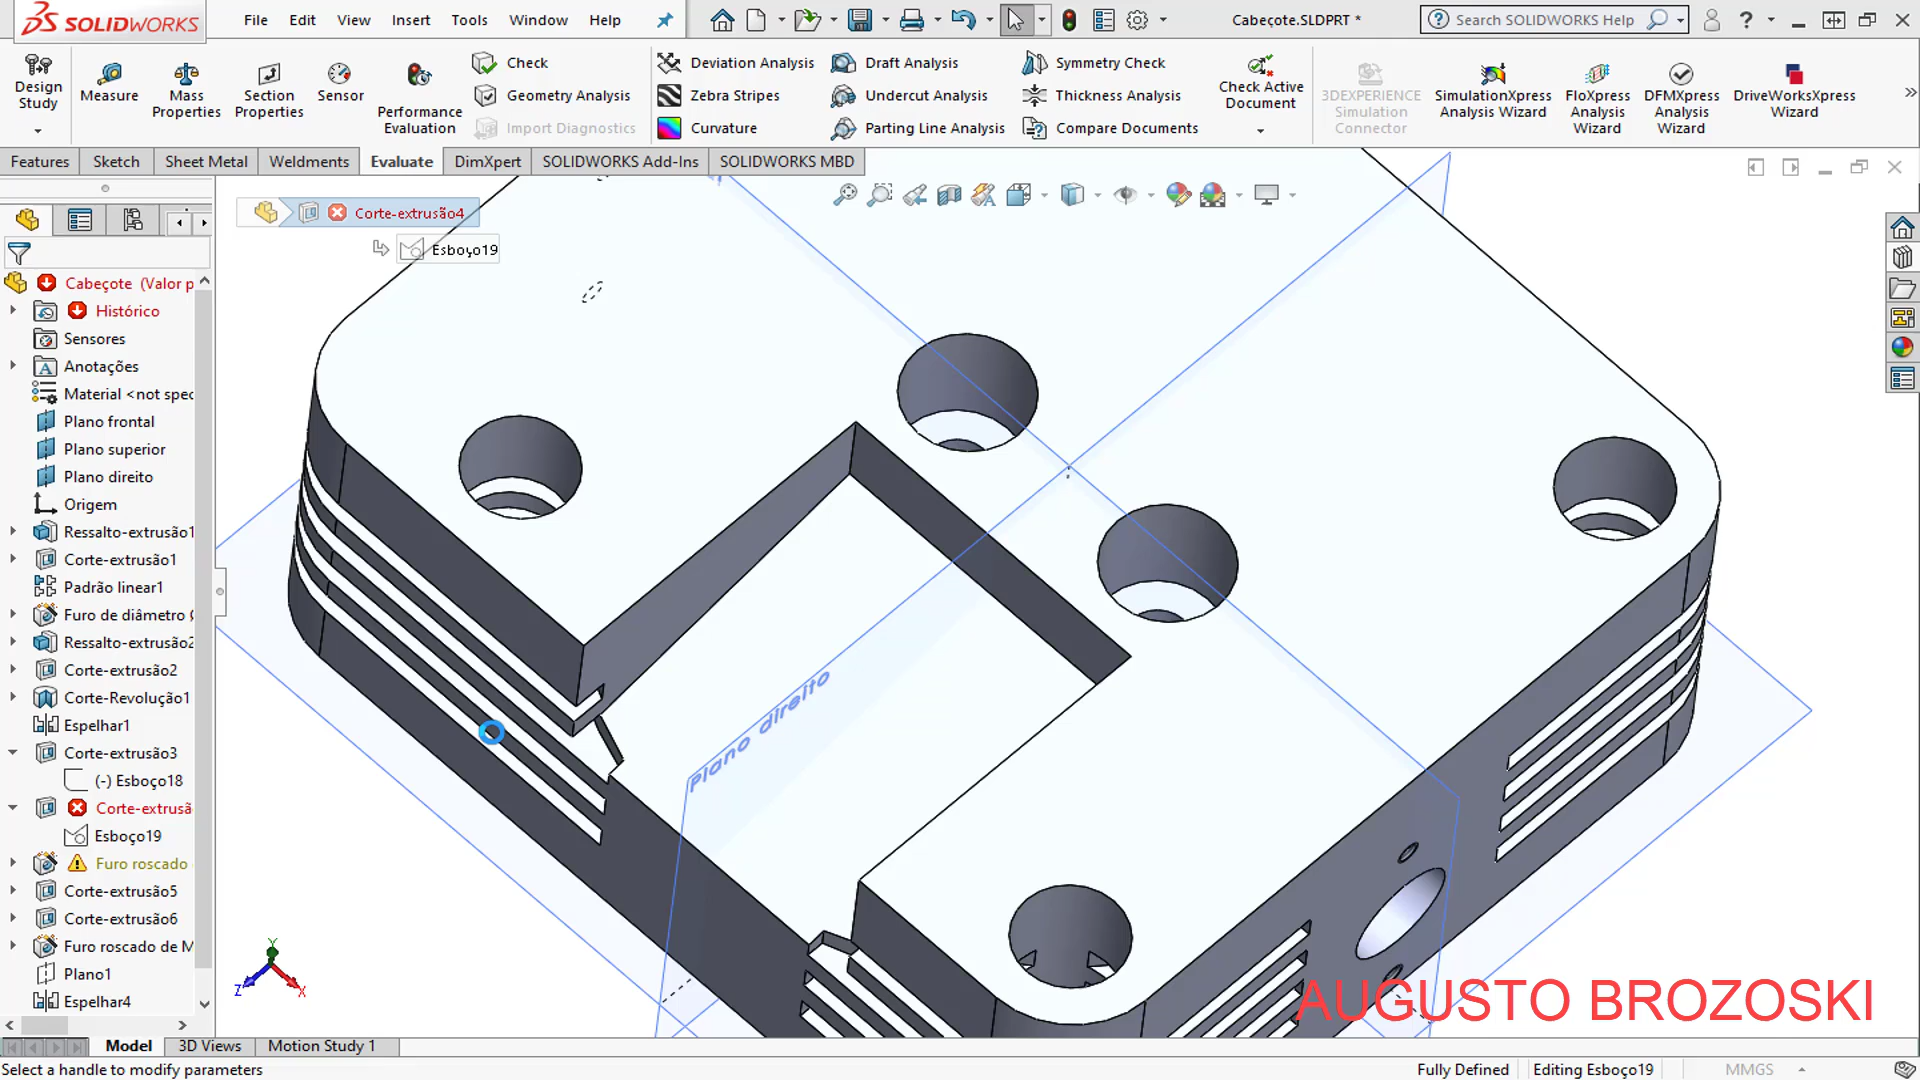 SOLIDWORKS
File Edit View Insert Tools Window Help
Cabeçote.SLDPRT *
Search SOLIDWORKS Help
Design Study
Measure
Mass Properties
Section Properties
Sensor
Performance Evaluation
Check
Geometry Analysis
Import Diagnostics
Deviation Analysis
Zebra Stripes
Curvature
Draft Analysis
Undercut Analysis
Parting Line Analysis
Symmetry Check
Thickness Analysis
Compare Documents
Check Active Document
3DEXPERIENCE Simulation Connector
SimulationXpress Analysis Wizard
FloXpress Analysis Wizard
DFMXpress Analysis Wizard
DriveWorksXpress Wizard
Features Sketch Sheet Metal Weldments Evaluate DimXpert SOLIDWORKS Add-Ins SOLIDWORKS MBD
Corte-extrusão4
Esboço19
Cabeçote (Valor p
Histórico
Sensores
Anotações
Material <not spec
Plano frontal
Plano superior
Plano direito
Origem
Ressalto-extrusão1
Corte-extrusão1
Padrão linear1
Furo de diâmetro
Ressalto-extrusão2
Corte-extrusão2
Corte-Revolução1
Espelhar1
Corte-extrusão3
(-) Esboço18
Corte-extrusã
Esboço19
Furo roscado
Corte-extrusão5
Corte-extrusão6
Furo roscado de M
Plano1
Espelhar4
Plano direito
Y
Z
X
AUGUSTO BROZOSKI
Model 3D Views Motion Study 1
Select a handle to modify parameters
Fully Defined Editing Esboço19 MMGS